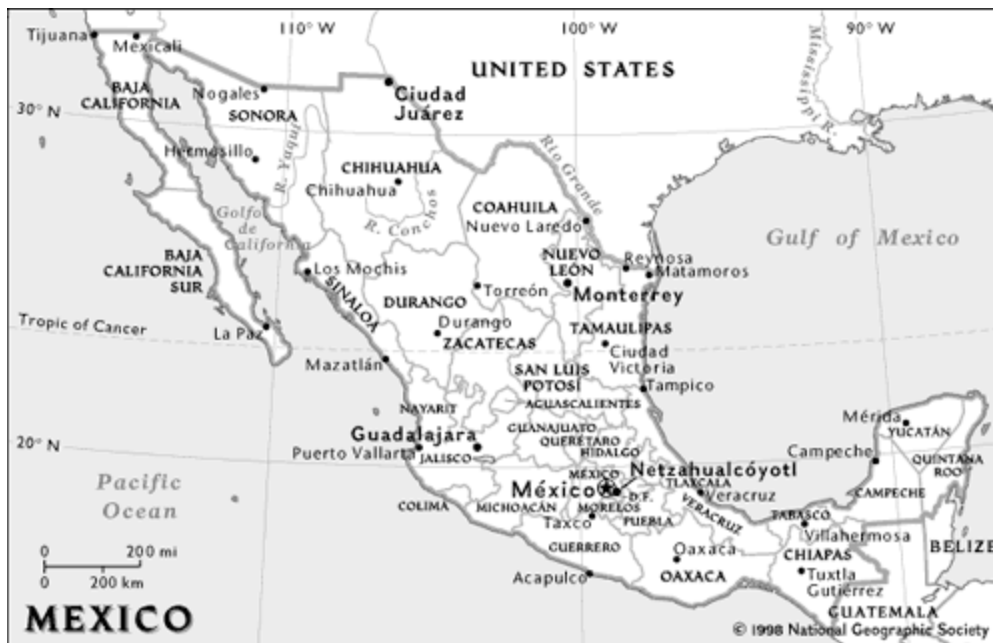 110° W
100° W
90° W
Tijuana
Mexicali
UNITED STATES
Mississippi R.
BAJA
CALIFORNIA
Nogales
SONORA
Ciudad
Juárez
30° N
Hermosillo
R. Yaqui
CHIHUAHUA
Chihuahua
R. Conchos
Rio Grande
COAHUILA
Nuevo Laredo
Golfo
de
California
Gulf of Mexico
BAJA
CALIFORNIA
SUR
Los Mochis
SINALOA
NUEVO
LEÓN
Reynosa
Matamoros
Monterrey
DURANGO
Torreón
Tropic of Cancer
La Paz
Durango
ZACATECAS
TAMAULIPAS
Ciudad
Victoria
Mazatlán
SAN LUIS
POTOSÍ
Tampico
AGUASCALIENTES
NAYARIT
Mérida
YUCATÁN
20° N
Guadalajara
GUANAJUATO
QUERÉTARO
HIDALGO
Puerto Vallarta
JALISCO
Campeche
QUINTANA
ROO
Netzahualcóyotl
MÉXICO
TLAXCALA
Pacific
Ocean
México
D.F.
Veracruz
CAMPECHE
COLIMA
MICHOACÁN
MORELOS
PUEBLA
VERACRUZ
TABASCO
Taxco
Villahermosa
0 200 mi
0 200 km
GUERRERO
Oaxaca
CHIAPAS
BELIZE
Acapulco
OAXACA
Tuxtla
Gutiérrez
MEXICO
GUATEMALA
© 1998 National Geographic Society